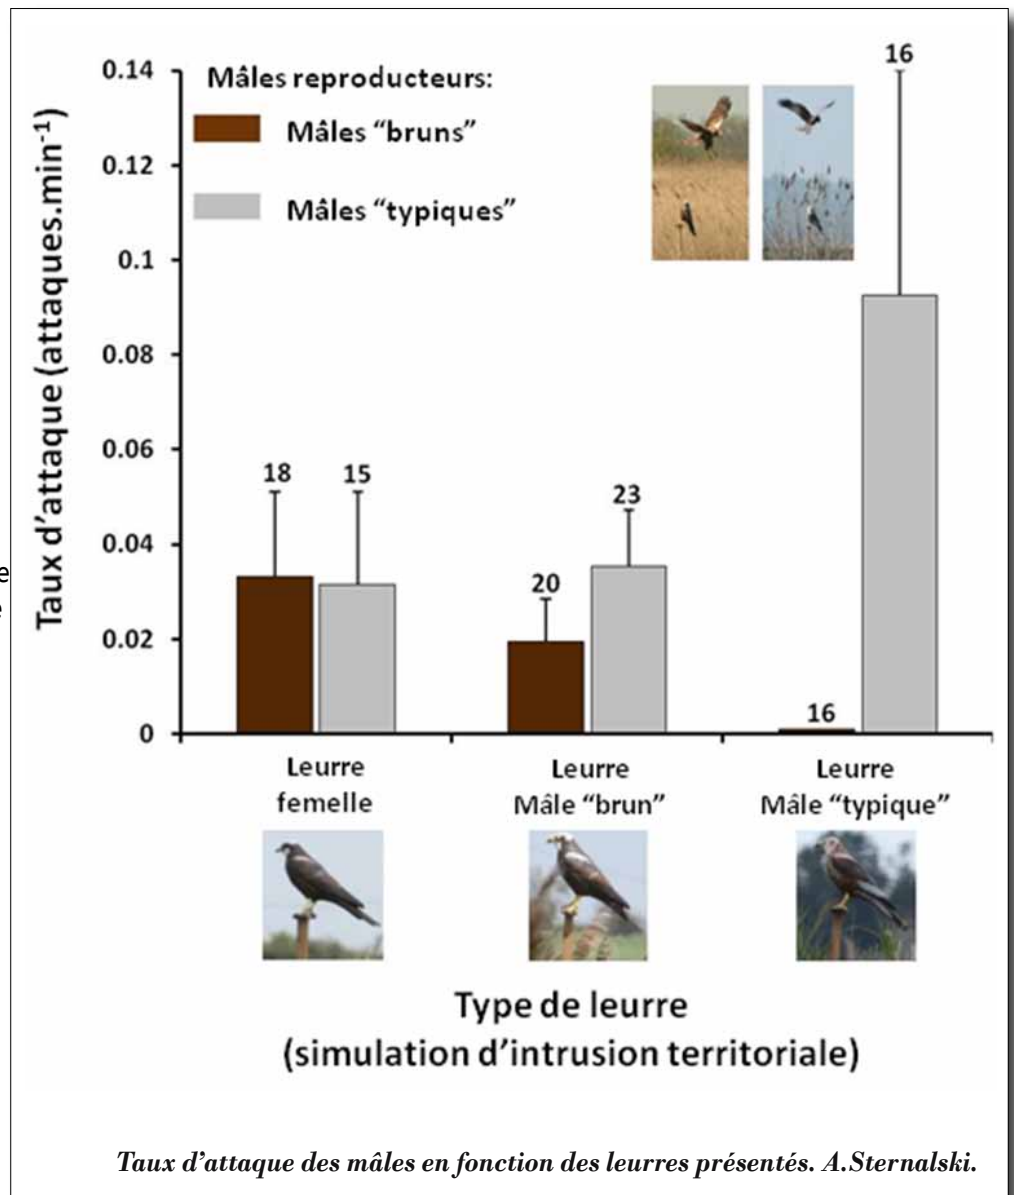 0.14
0.12
0.1
0.08
0.06
0.04
0.02
0
Taux d'attaque (attaques.min-1)
Mâles reproducteurs:
Mâles "bruns"
Mâles "typiques"
18
15
20
23
16
16
Leurre
femelle
Leurre
Mâle "brun"
Leurre
Mâle "typique"
Type de leurre
(simulation d'intrusion territoriale)
Taux d'attaque des mâles en fonction des leurres présentés. A.Sternalski.